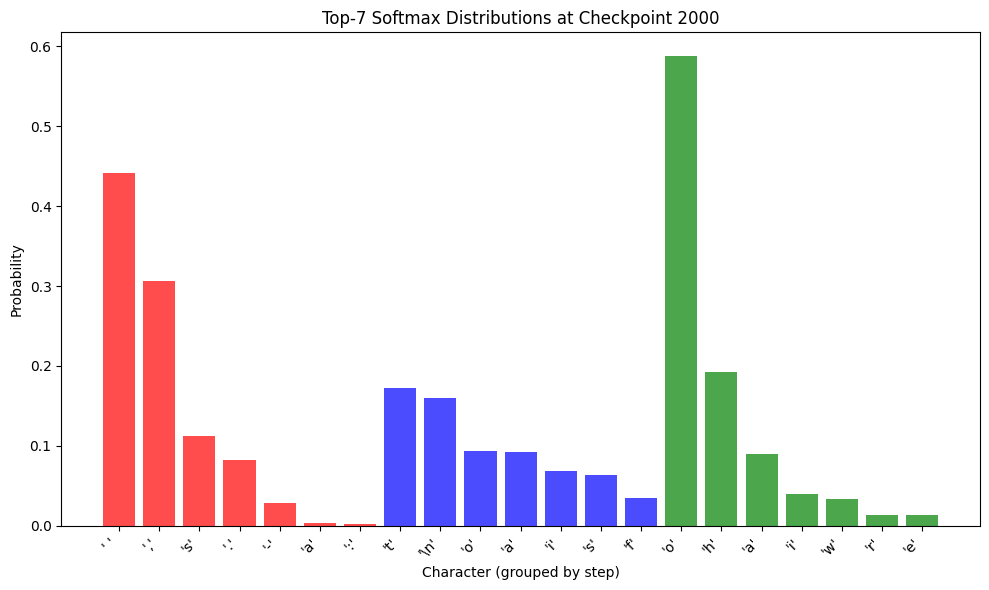 Top-7 Softmax Distributions at Checkpoint 2000
Probability
0.6
0.5
0.4
0.3
0.2
0.1
0.0
' ' ',' 's' '.' '-' 'a' ':' 't' '\n' 'o' 'a' 'i' 's' 'f' 'o' 'h' 'a' 'i' 'w' 'r' 'e'
Character (grouped by step)